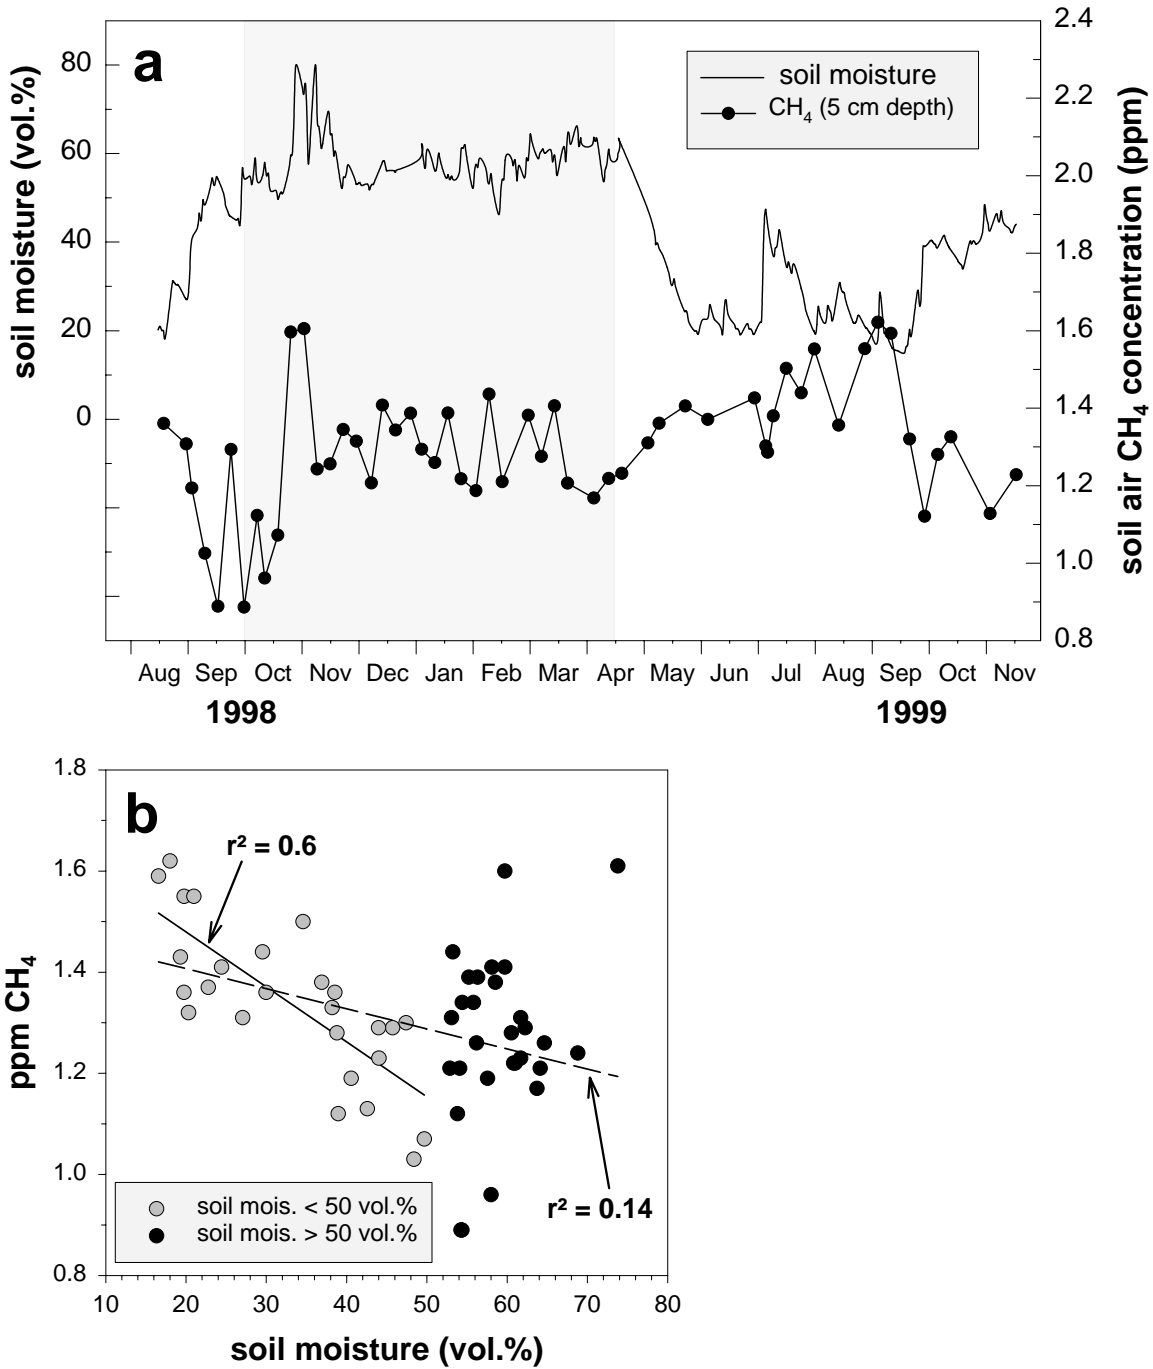 a
soil moisture
CH₄ (5 cm depth)
soil moisture (vol.%)
80
60
40
20
0
2.4
2.2
2.0
1.8
1.6
1.4
1.2
1.0
0.8
soil air CH₄ concentration (ppm)
Aug Sep Oct Nov Dec Jan Feb Mar Apr May Jun Jul Aug Sep Oct Nov
1998 1999
b
r² = 0.6
r² = 0.14
soil mois. < 50 vol.%
soil mois. > 50 vol.%
ppm CH₄
1.8
1.6
1.4
1.2
1.0
0.8
10 20 30 40 50 60 70 80
soil moisture (vol.%)